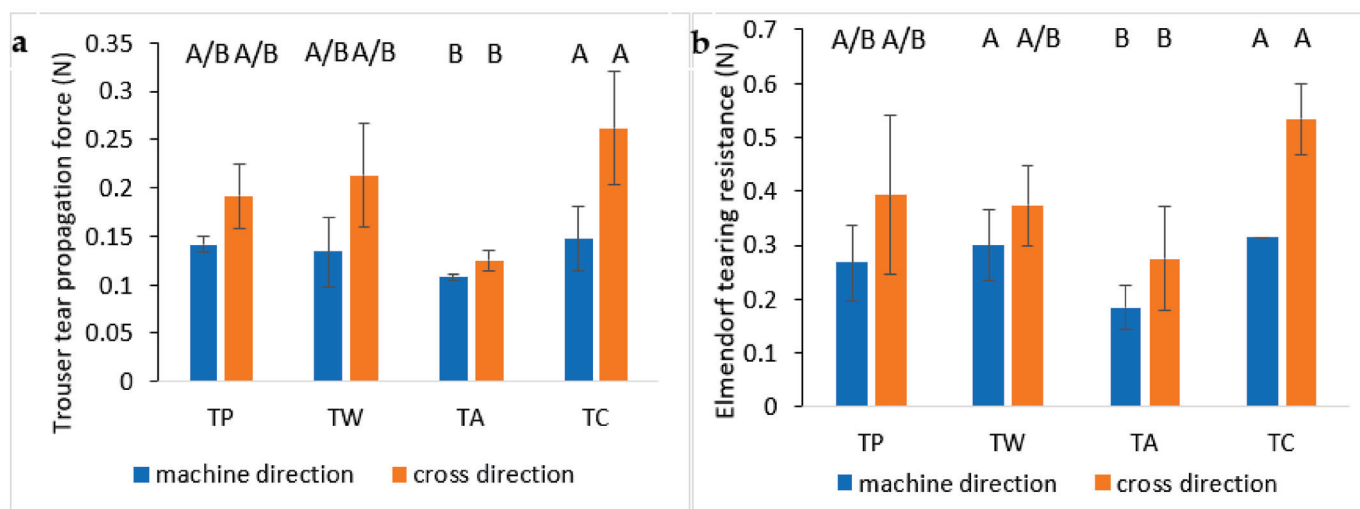 a
Trouser tear propagation force (N)
0.35
0.3
0.25
0.2
0.15
0.1
0.05
0
A/B A/B A/B A/B B B A A
TP TW TA TC
machine direction cross direction
b
Elmendorf tearing resistance (N)
0.7
0.6
0.5
0.4
0.3
0.2
0.1
0
A/B A/B A A/B B B A A
TP TW TA TC
machine direction cross direction